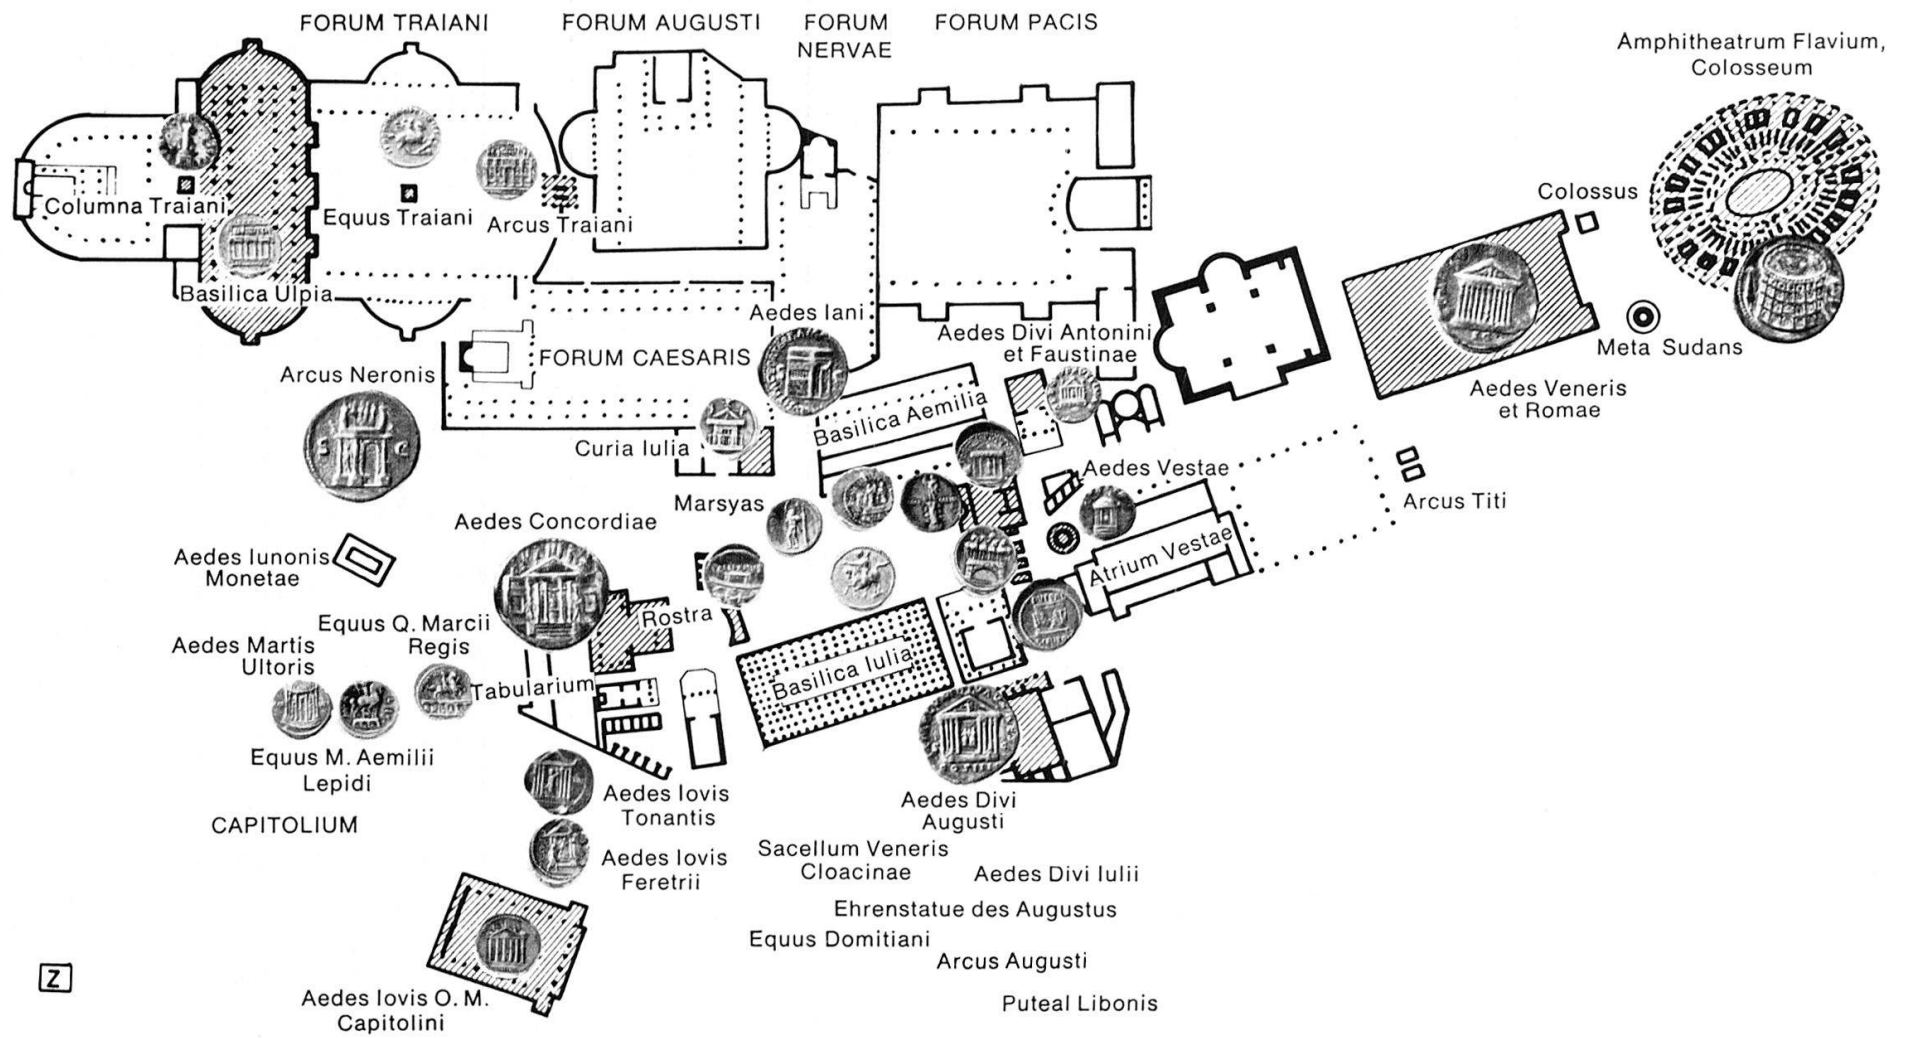 FORUM TRAIANI
FORUM AUGUSTI
FORUM
NERVAE
FORUM PACIS
Amphitheatrum Flavium,
Colosseum
Colossus
Columna Traiani
Equus Traiani
Arcus Traiani
Basilica Ulpia
Aedes Iani
Aedes Divi Antonini
et Faustinae
Meta Sudans
FORUM CAESARIS
Arcus Neronis
Aedes Veneris
et Romae
Basilica Aemilia
Curia Iulia
Aedes Vestae
Arcus Titi
Marsyas
Aedes Concordiae
Aedes Iunonis
Monetae
Atrium Vestae
Rostra
Equus Q. Marcii
Regis
Aedes Martis
Ultoris
Basilica Iulia
Tabularium
Equus M. Aemilii
Lepidi
Aedes Iovis
Tonantis
Aedes Divi
Augusti
CAPITOLIUM
Aedes Iovis
Feretrii
Sacellum Veneris
Cloacinae
Aedes Divi Iulii
Ehrenstatue des Augustus
Equus Domitiani
Arcus Augusti
Z
Aedes Iovis O. M.
Capitolini
Puteal Libonis